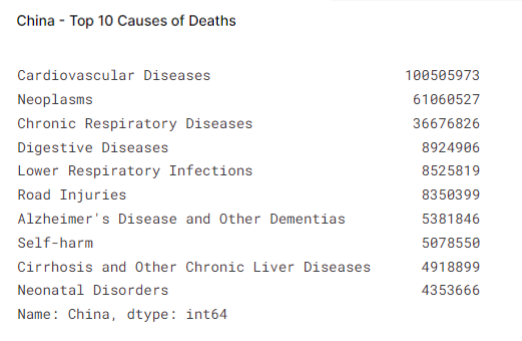 China - Top 10 Causes of Deaths
Cardiovascular Diseases 100505973
Neoplasms 61060527
Chronic Respiratory Diseases 36676826
Digestive Diseases 8924906
Lower Respiratory Infections 8525819
Road Injuries 8350399
Alzheimer's Disease and Other Dementias 5381846
Self-harm 5078550
Cirrhosis and Other Chronic Liver Diseases 4918899
Neonatal Disorders 4353666
Name: China, dtype: int64